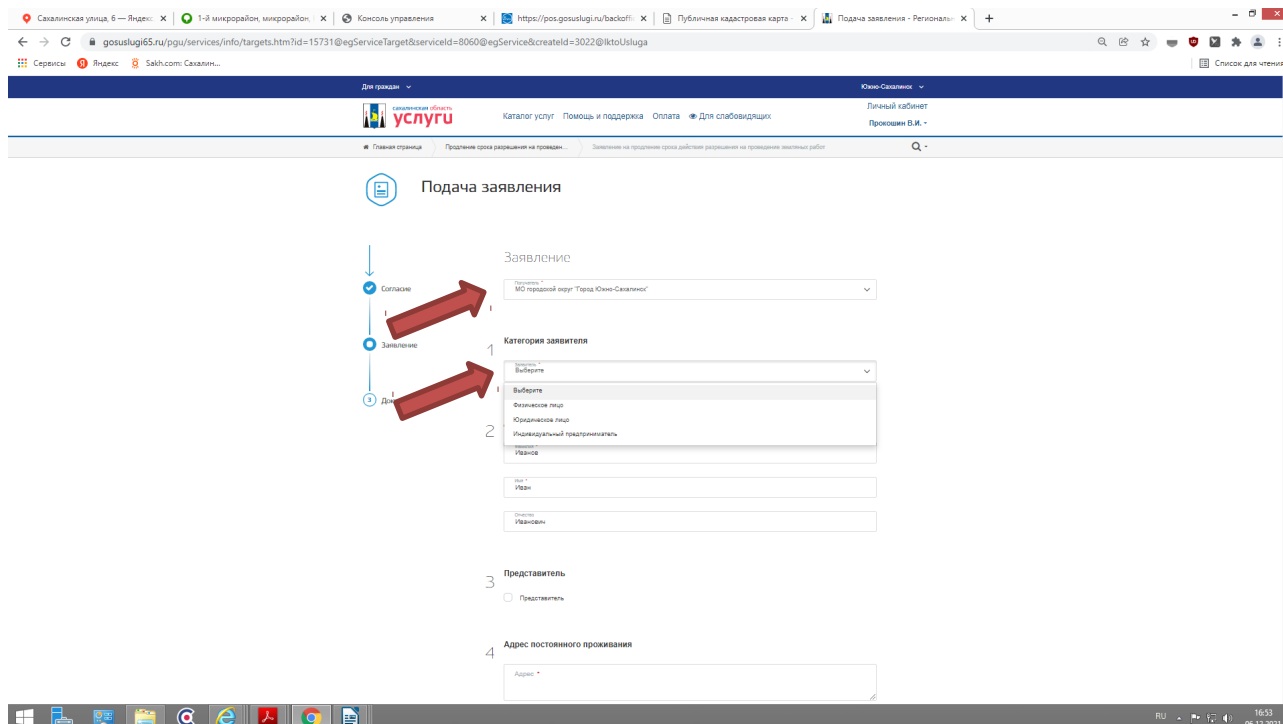 Сахалинская улица, 6 — Яндекс
1-й микрорайон, микрорайон,
Консоль управления
https://pos.gosuslugi.ru/backoffi
Публичная кадастровая карта -
Подача заявления - Региональн
gosuslugi65.ru/pgu/services/info/targets.htm?id=15731@egServiceTarget&serviceId=8060@egService&createId=3022@IktoUsluga
Сервисы Яндекс Sakh.com: Сахалин...
Список для чтения
Для граждан
Южно-Сахалинск
сахалинская область
услуги
Каталог услуг Помощь и поддержка Оплата Для слабовидящих
Личный кабинет
Прокошин В.И.
Главная страница
Продление срока разрешения на проведен...
Заявление на продление срока действия разрешения на проведение земляных работ
Подача заявления
Заявление
Согласие
Получатель *
МО городской округ "Город Южно-Сахалинск"
Заявление
1
Категория заявителя
Заявитель *
Выберите
3
Выберите
Физическое лицо
Юридическое лицо
Индивидуальный предприниматель
2
Иванов
Имя *
Иван
Отчество
Иванович
3
Представитель
Представитель
4
Адрес постоянного проживания
Адрес *
RU
16:53